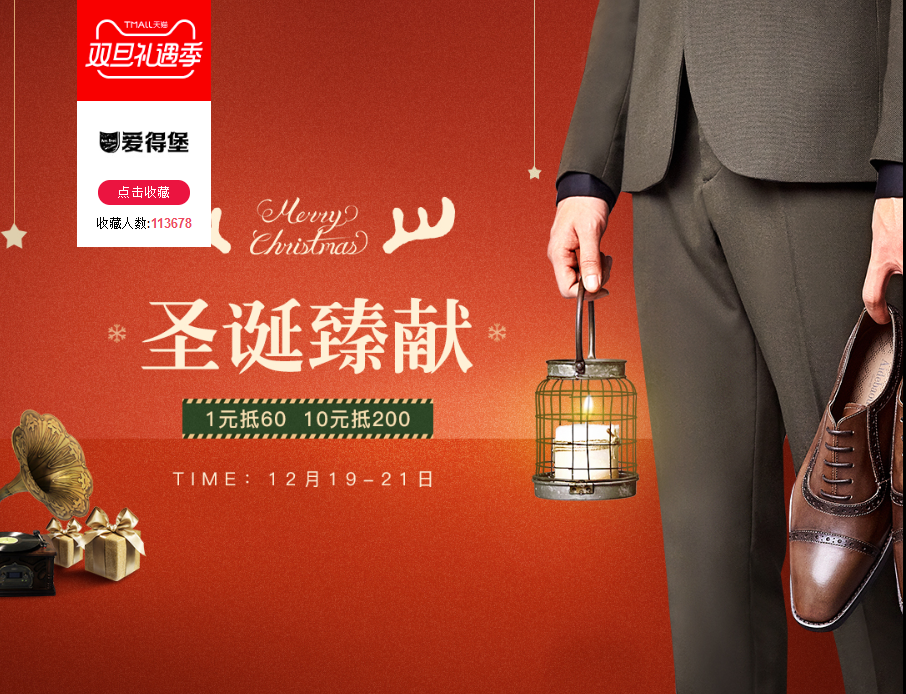 TMALL天猫
双旦礼遇季
爱得堡
点击收藏
收藏人数:113678
Merry
Christmas
圣诞臻献
1元抵60 10元抵200
TIME: 12月19-21日